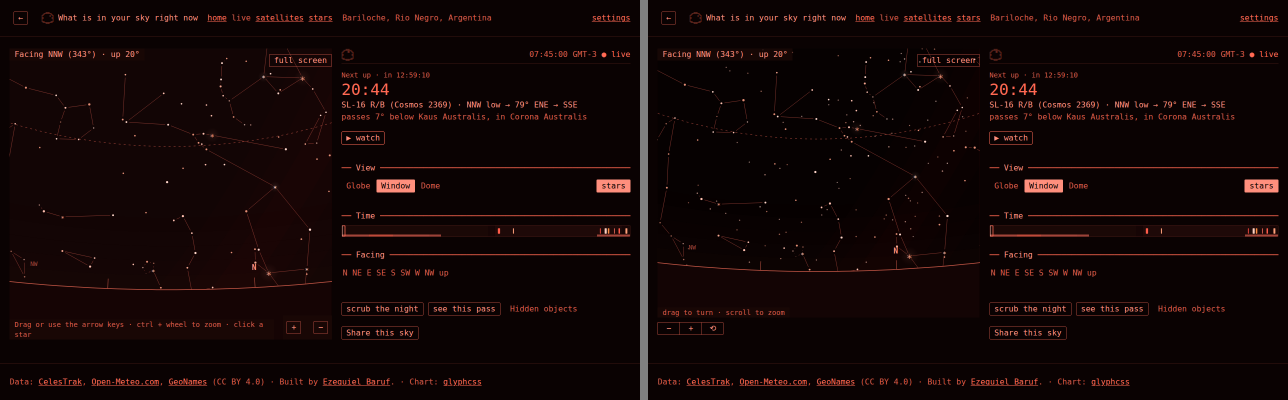 ← What is in your sky right now home live satellites stars Bariloche, Rio Negro, Argentina settings
Facing NNW (343°) · up 20°
full screen
NW
N
Drag or use the arrow keys · ctrl + wheel to zoom · click a
star
+ −
07:45:00 GMT-3 ● live
Next up · in 12:59:10
20:44
SL-16 R/B (Cosmos 2369) · NNW low → 79° ENE → SSE
passes 7° below Kaus Australis, in Corona Australis
▶ watch
View
Globe Window Dome stars
Time
Facing
N NE E SE S SW W NW up
scrub the night see this pass Hidden objects
Share this sky
Data: CelesTrak, Open-Meteo.com, GeoNames (CC BY 4.0) · Built by Ezequiel Baruf. · Chart: glyphcss
← What is in your sky right now home live satellites stars Bariloche, Rio Negro, Argentina settings
Facing NNW (343°) · up 20°
full screen
NW
N
drag to turn · scroll to zoom
− + ⟲
07:45:00 GMT-3 ● live
Next up · in 12:59:10
20:44
SL-16 R/B (Cosmos 2369) · NNW low → 79° ENE → SSE
passes 7° below Kaus Australis, in Corona Australis
▶ watch
View
Globe Window Dome stars
Time
Facing
N NE E SE S SW W NW up
scrub the night see this pass Hidden objects
Share this sky
Data: CelesTrak, Open-Meteo.com, GeoNames (CC BY 4.0) · Built by Ezequiel Baruf. · Chart: glyphcss